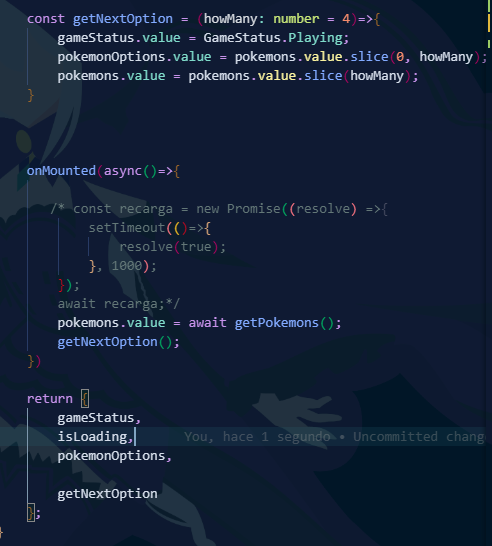 const getNextOption = (howMany: number = 4)=>{
gameStatus.value = GameStatus.Playing;
pokemonOptions.value = pokemons.value.slice(0, howMany);
pokemons.value = pokemons.value.slice(howMany);
}
onMounted(async()=>{
/* const recarga = new Promise((resolve) =>{
setTimeout(()=>{
resolve(true);
}, 1000);
});
await recarga;*/
pokemons.value = await getPokemons();
getNextOption();
})
return {
gameStatus,
isLoading, You, hace 1 segundo • Uncommitted chang
pokemonOptions,
getNextOption
};
}